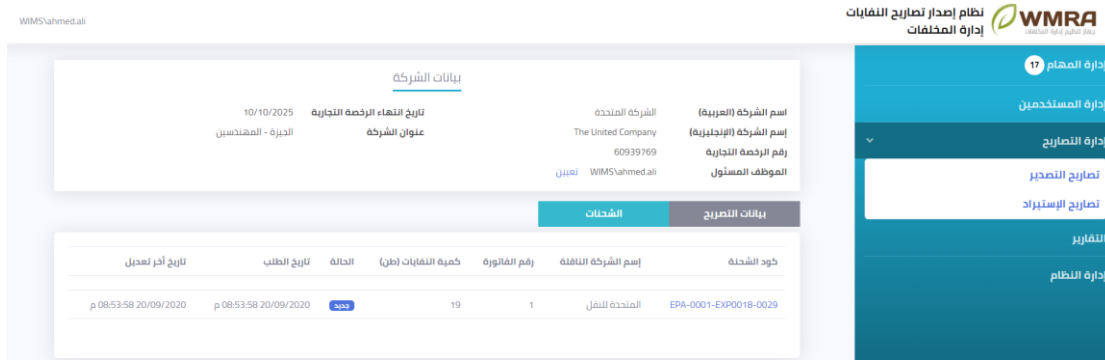 WIMS\ahmed.ali
نظام إصدار تصاريح النفايات
إدارة المخلفات
WMRA
جهاز تنظيم إدارة المخلفات
إدارة المهام 17
إدارة المستخدمين
إدارة التصاريح
تصاريح التصدير
تصاريح الإستيراد
التقارير
إدارة النظام
بيانات الشركة
اسم الشركة (العربية) الشركة المتحدة تاريخ انتهاء الرخصة التجارية 10/10/2025
إسم الشركة (الإنجليزية) The United Company عنوان الشركة الجيزة - المهندسين
رقم الرخصة التجارية 60939769
الموظف المسئول WIMS\ahmed.ali تعيين
بيانات التصريح الشحنات
كود الشحنة إسم الشركة الناقلة رقم الفاتورة كمية النفايات (طن) الحالة تاريخ الطلب تاريخ أخر تعديل
EPA-0001-EXP0018-0029 المتحدة للنقل 1 19 جديد 20/09/2020 08:53:58 م 20/09/2020 08:53:58 م